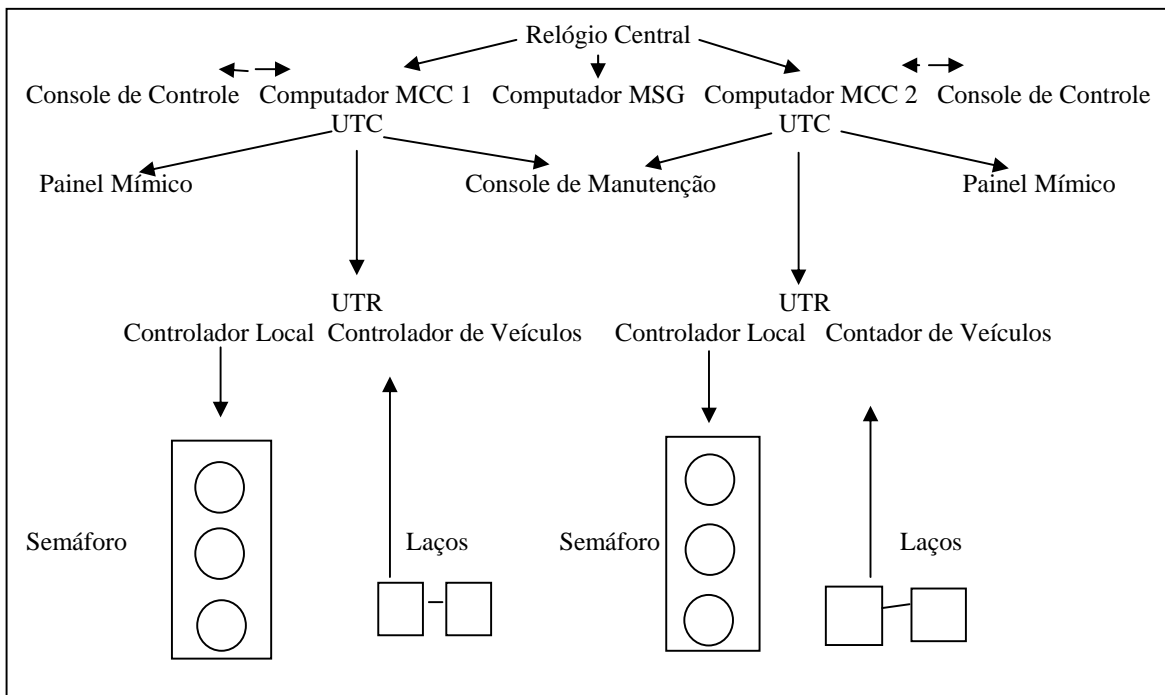 Relógio Central
Console de Controle Computador MCC 1 Computador MSG Computador MCC 2 Console de Controle
UTC UTC
Painel Mímico Console de Manutenção Painel Mímico
UTR UTR
Controlador Local Controlador de Veículos Controlador Local Contador de Veículos
Semáforo Laços Semáforo Laços